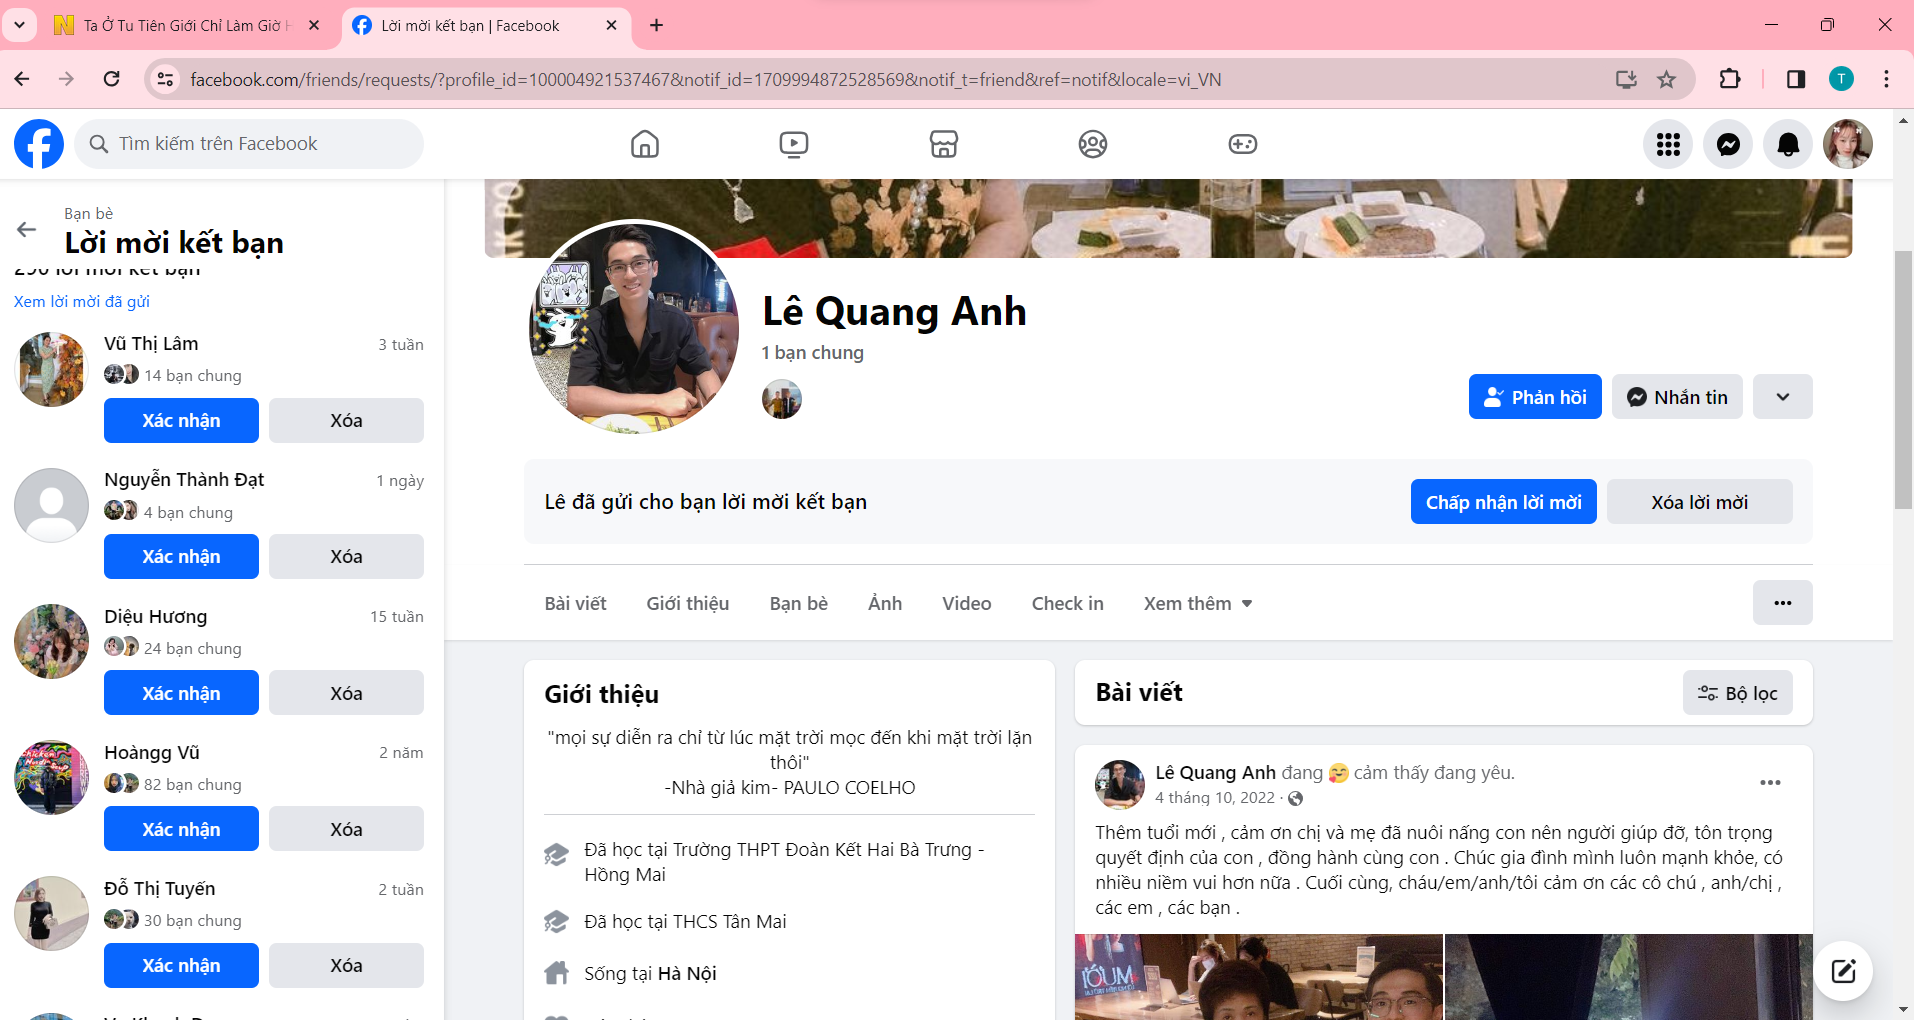 Ta Ở Tu Tiên Giới Chỉ Làm Giờ H
Lời mời kết bạn | Facebook
facebook.com/friends/requests/?profile_id=100004921537467&notif_id=1709994872528569&notif_t=friend&ref=notif&locale=vi_VN
T
Tìm kiếm trên Facebook
Bạn bè
Lời mời kết bạn
290 lời mời kết bạn
Xem lời mời đã gửi
Vũ Thị Lâm
3 tuần
14 bạn chung
Xác nhận
Xóa
Nguyễn Thành Đạt
1 ngày
4 bạn chung
Xác nhận
Xóa
Diệu Hương
15 tuần
24 bạn chung
Xác nhận
Xóa
Hoàngg Vũ
2 năm
82 bạn chung
Xác nhận
Xóa
Đỗ Thị Tuyến
2 tuần
30 bạn chung
Xác nhận
Xóa
Lê Quang Anh
1 bạn chung
Phản hồi
Nhắn tin
Lê đã gửi cho bạn lời mời kết bạn
Chấp nhận lời mời
Xóa lời mời
Bài viết
Giới thiệu
Bạn bè
Ảnh
Video
Check in
Xem thêm
Giới thiệu
"mọi sự diễn ra chỉ từ lúc mặt trời mọc đến khi mặt trời lặn
thôi"
-Nhà giả kim- PAULO COELHO
Đã học tại Trường THPT Đoàn Kết Hai Bà Trưng -
Hồng Mai
Đã học tại THCS Tân Mai
Sống tại Hà Nội
Bài viết
Bộ lọc
Lê Quang Anh đang 🥰 cảm thấy đang yêu.
4 tháng 10, 2022 ·
Thêm tuổi mới , cảm ơn chị và mẹ đã nuôi nấng con nên người giúp đỡ, tôn trọng
quyết định của con , đồng hành cùng con . Chúc gia đình mình luôn mạnh khỏe, có
nhiều niềm vui hơn nữa . Cuối cùng, cháu/em/anh/tôi cảm ơn các cô chú , anh/chị ,
các em , các bạn .